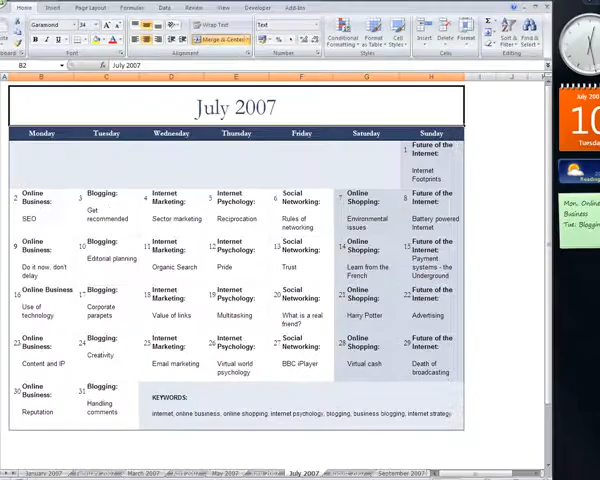 Home Insert Page Layout Formulas Data Review View Developer Add-Ins
Garamond 34 Wrap Text Text
B I U Merge & Center
Conditional Formatting Format as Table Cell Styles Insert Delete Format Sort & Filter Find & Select
Font Alignment Number Styles Cells Editing
B2 July 2007
B C D E F G H
July 2007
Monday Tuesday Wednesday Thursday Friday Saturday Sunday
1 Future of the Internet:
Internet Footprints
2 Online Business:
SEO
3 Blogging:
Get recommended
4 Internet Marketing:
Sector marketing
5 Internet Psychology:
Reciprocation
6 Social Networking:
Rules of networking
7 Online Shopping:
Environmental issues
8 Future of the Internet:
Battery powered Internet
9 Online Business:
Do it now, don't delay
10 Blogging:
Editorial planning
11 Internet Marketing:
Organic Search
12 Internet Psychology:
Pride
13 Social Networking:
Trust
14 Online Shopping:
Learn from the French
15 Future of the Internet:
Payment systems - the Underground
16 Online Business
Use of technology
17 Blogging:
Corporate parapets
18 Internet Marketing:
Value of links
19 Internet Psychology:
Multitasking
20 Social Networking:
What is a real friend?
21 Online Shopping:
Harry Potter
22 Future of the Internet:
Advertising
23 Online Business:
Content and IP
24 Blogging:
Creativity
25 Internet Marketing:
Email marketing
26 Internet Psychology:
Virtual world psychology
27 Social Networking:
BBC iPlayer
28 Online Shopping:
Virtual cash
29 Future of the Internet:
Death of broadcasting
30 Online Business:
Reputation
31 Blogging:
Handling comments
KEYWORDS:
internet, online business, online shopping, internet psychology, blogging, business blogging, internet strategy
January 2007 March 2007 May 2007 July 2007 September 2007
July 200
10
Tuesda
Reading
Mon, Online
Business
Tue: Bloggin